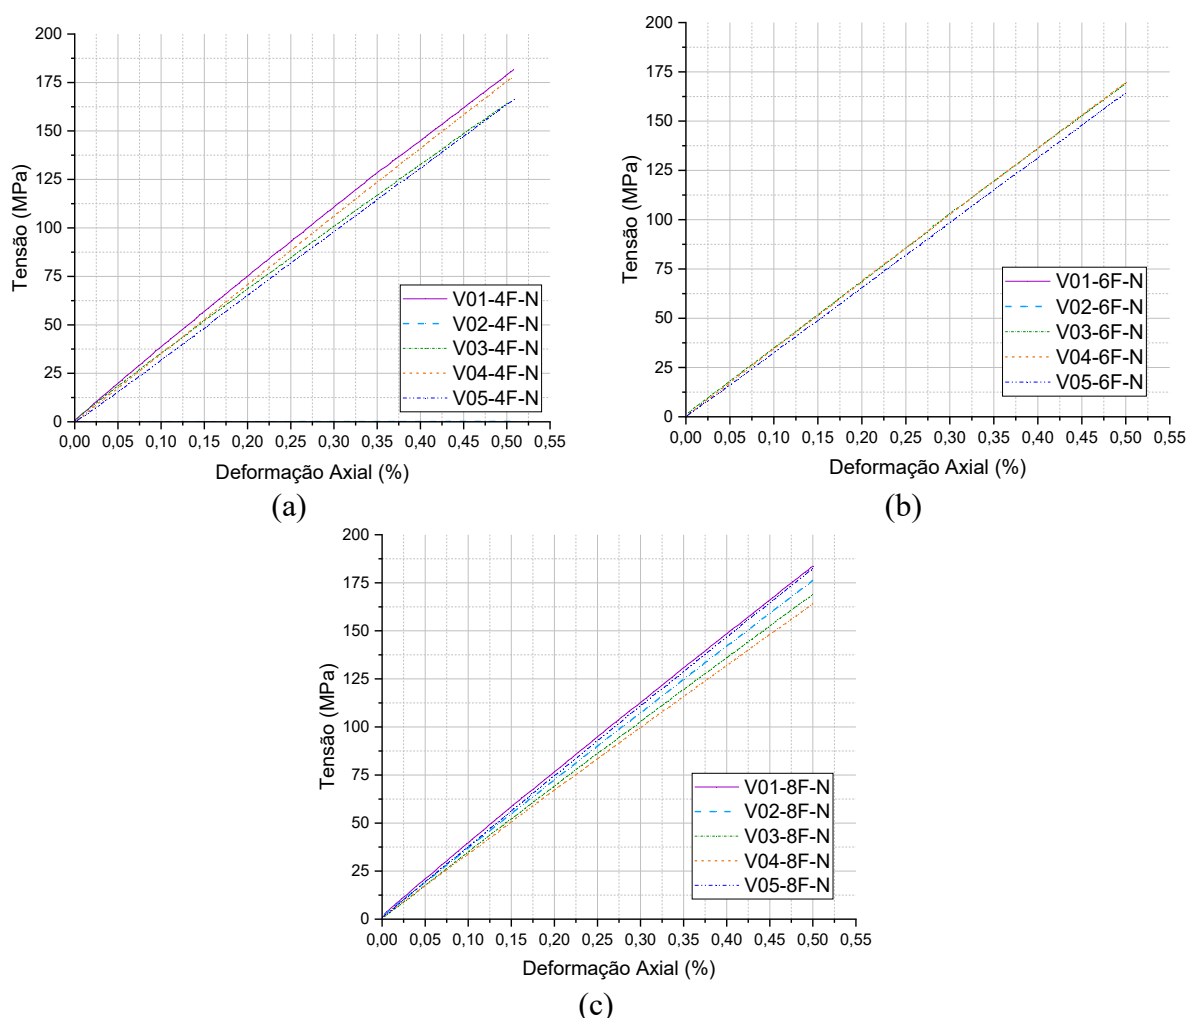 200
175
150
125
100
75
50
25
0
Tensão (MPa)
V01-4F-N
V02-4F-N
V03-4F-N
V04-4F-N
V05-4F-N
0,00 0,05 0,10 0,15 0,20 0,25 0,30 0,35 0,40 0,45 0,50 0,55
Deformação Axial (%)
(a)
200
175
150
125
100
75
50
25
0
Tensão (MPa)
V01-6F-N
V02-6F-N
V03-6F-N
V04-6F-N
V05-6F-N
0,00 0,05 0,10 0,15 0,20 0,25 0,30 0,35 0,40 0,45 0,50 0,55
Deformação Axial (%)
(b)
200
175
150
125
100
75
50
25
0
Tensão (MPa)
V01-8F-N
V02-8F-N
V03-8F-N
V04-8F-N
V05-8F-N
0,00 0,05 0,10 0,15 0,20 0,25 0,30 0,35 0,40 0,45 0,50 0,55
Deformação Axial (%)
(c)